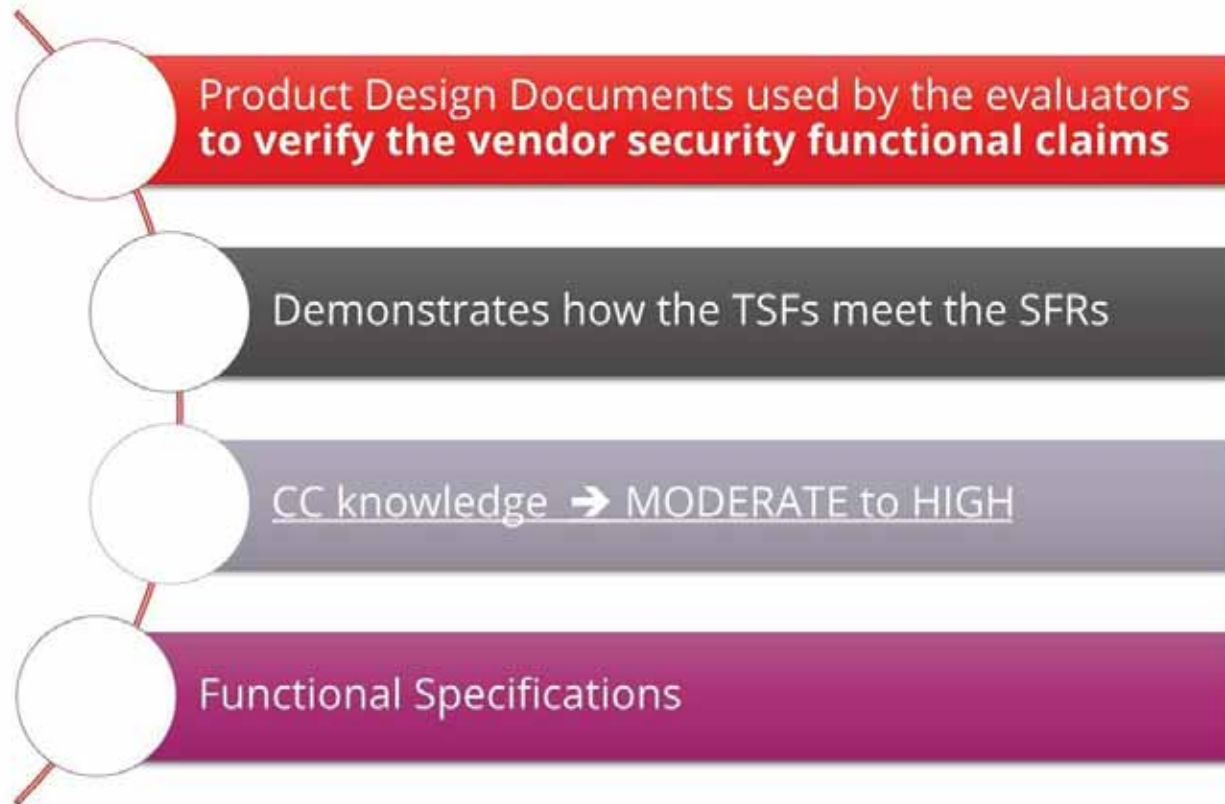 Product Design Documents used by the evaluators
to verify the vendor security functional claims
Demonstrates how the TSFs meet the SFRs
CC knowledge ➔ MODERATE to HIGH
Functional Specifications